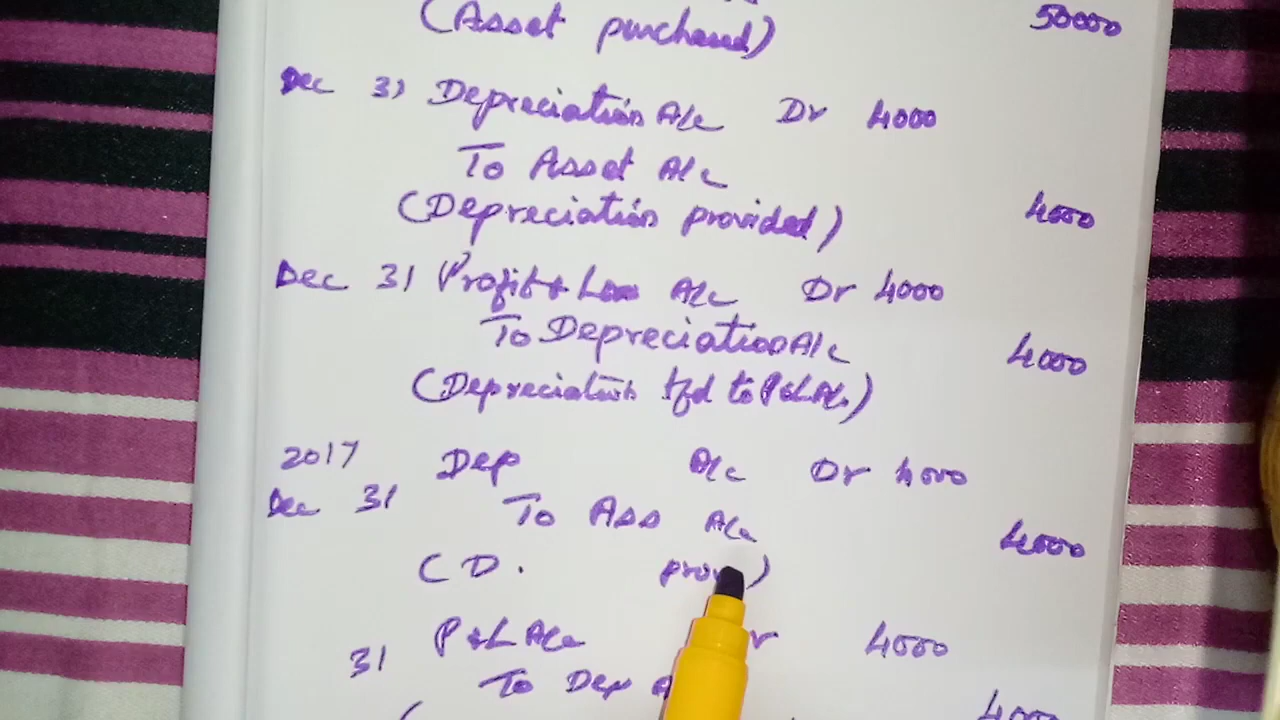 (Asset purchased) 50000
Dec 31 Depreciation A/c Dr 4000
To Asset A/c
(Depreciation provided) 4000
Dec 31 Profit & Loss A/c Dr 4000
To Depreciation A/c 4000
(Depreciation tfd to P&L A/c)
2017 Dep A/c Dr 4000
Dec 31 To Ass A/c 4000
(D. prov)
31 P & L A/c 4000
To Dep 4000